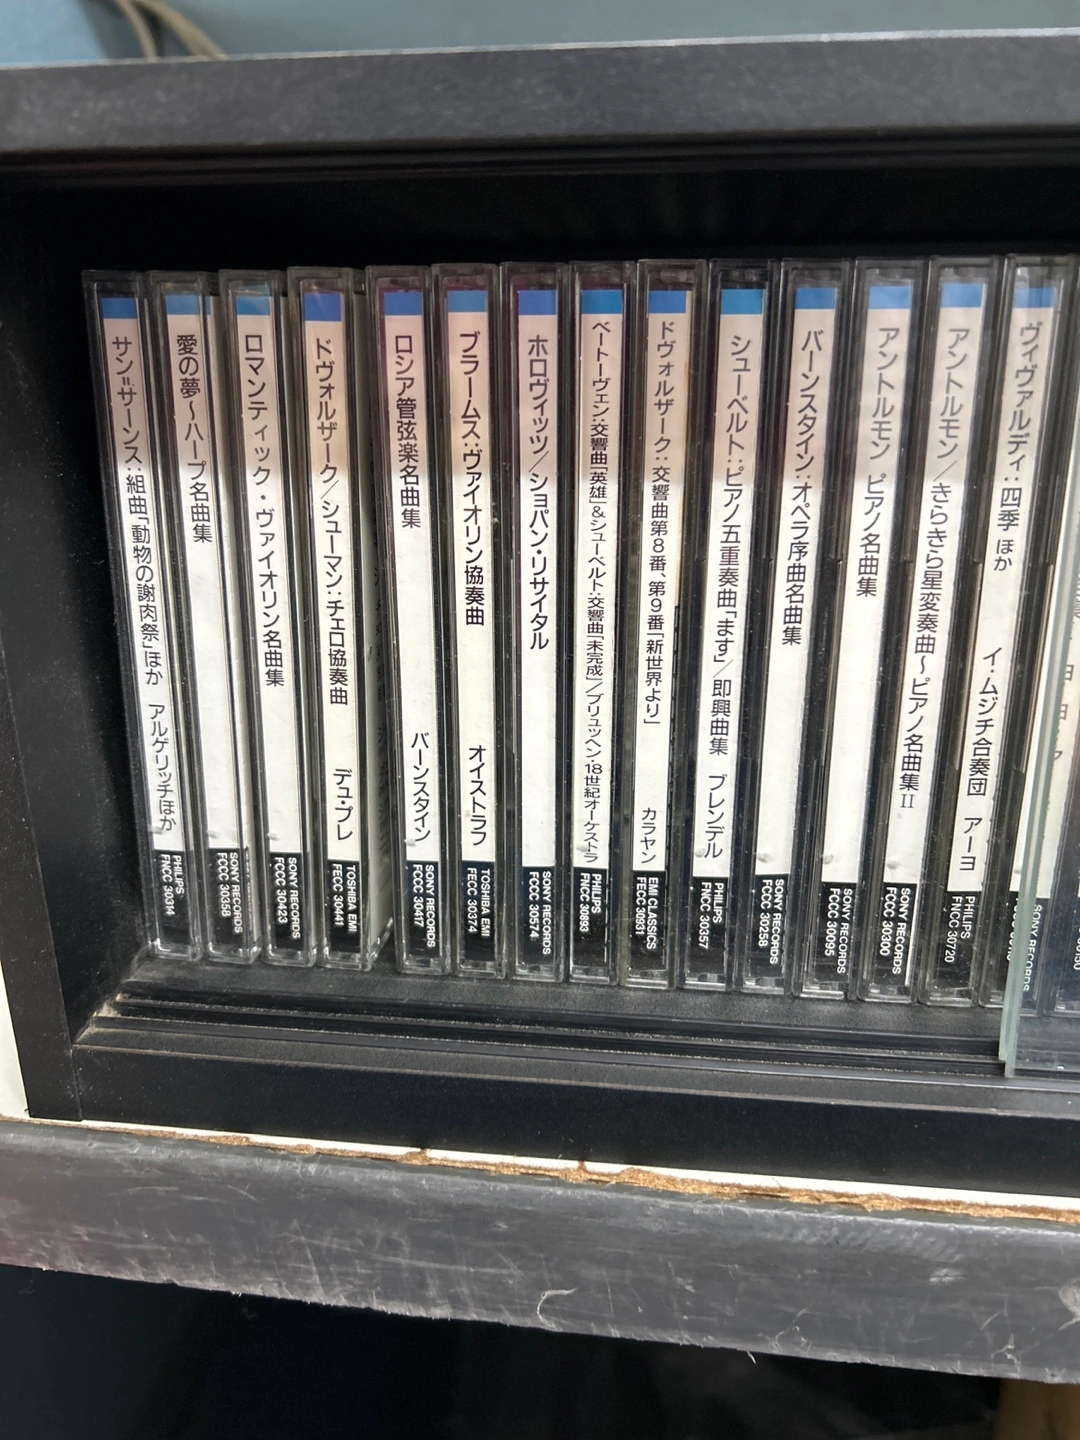 サン=サーンス:組曲「動物の謝肉祭」ほか アルゲリッチほか
PHILIPS
FNCC 30314
愛の夢〜ハープ名曲集
SONY RECORDS
FCCC 30358
ロマンティック・ヴァイオリン名曲集
SONY RECORDS
FCCC 30423
ドヴォルザーク/シューマン:チェロ協奏曲 デュ・プレ
TOSHIBA EMI
FECC 30441
ロシア管弦楽名曲集 バーンスタイン
SONY RECORDS
FCCC 30417
ブラームス:ヴァイオリン協奏曲 オイストラフ
TOSHIBA EMI
FECC 30374
ホロヴィッツ/ショパン・リサイタル
SONY RECORDS
FCCC 30574
ベートーヴェン:交響曲「英雄」&シューベルト:交響曲「未完成」/ブリュッヘン・18世紀オーケストラ
PHILIPS
FNCC 30693
ドヴォルザーク:交響曲第8番、第9番「新世界より」 カラヤン
EMI CLASSICS
FECC 30931
シューベルト:ピアノ五重奏曲「ます」/即興曲集 ブレンデル
PHILIPS
FNCC 30357
バーンスタイン:オペラ序曲名曲集
SONY RECORDS
FCCC 30258
アントルモン ピアノ名曲集
SONY RECORDS
FCCC 30095
アントルモン/きらきら星変奏曲〜ピアノ名曲集II
SONY RECORDS
FCCC 30300
ヴィヴァルディ:四季 ほか イ・ムジチ合奏団 アーヨ
PHILIPS
FNCC 30720
SONY RECORDS